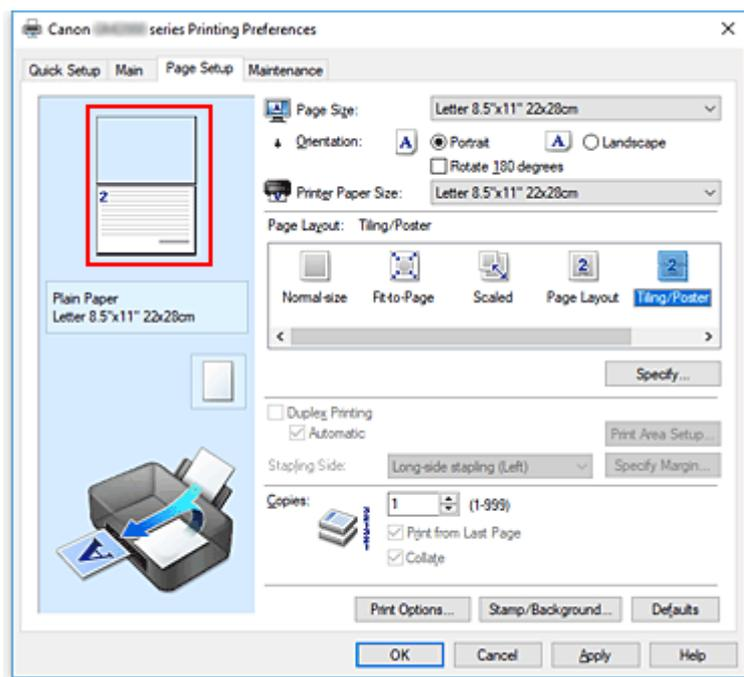 Canon series Printing Preferences
Quick Setup Main Page Setup Maintenance
Page Size: Letter 8.5"x11" 22x28cm
Orientation: A Portrait A Landscape
Rotate 180 degrees
Printer Paper Size: Letter 8.5"x11" 22x28cm
Page Layout: Tiling/Poster
2
2 2
Normal-size Fit-to-Page Scaled Page Layout Tiling/Poster
Plain Paper
Letter 8.5"x11" 22x28cm
Specify...
Duplex Printing
Automatic
Print Area Setup...
Stapling Side: Long-side stapling (Left) Specify Margin...
Copies: 1 (1-999)
Print from Last Page
Collate
A
Print Options... Stamp/Background... Defaults
OK Cancel Apply Help